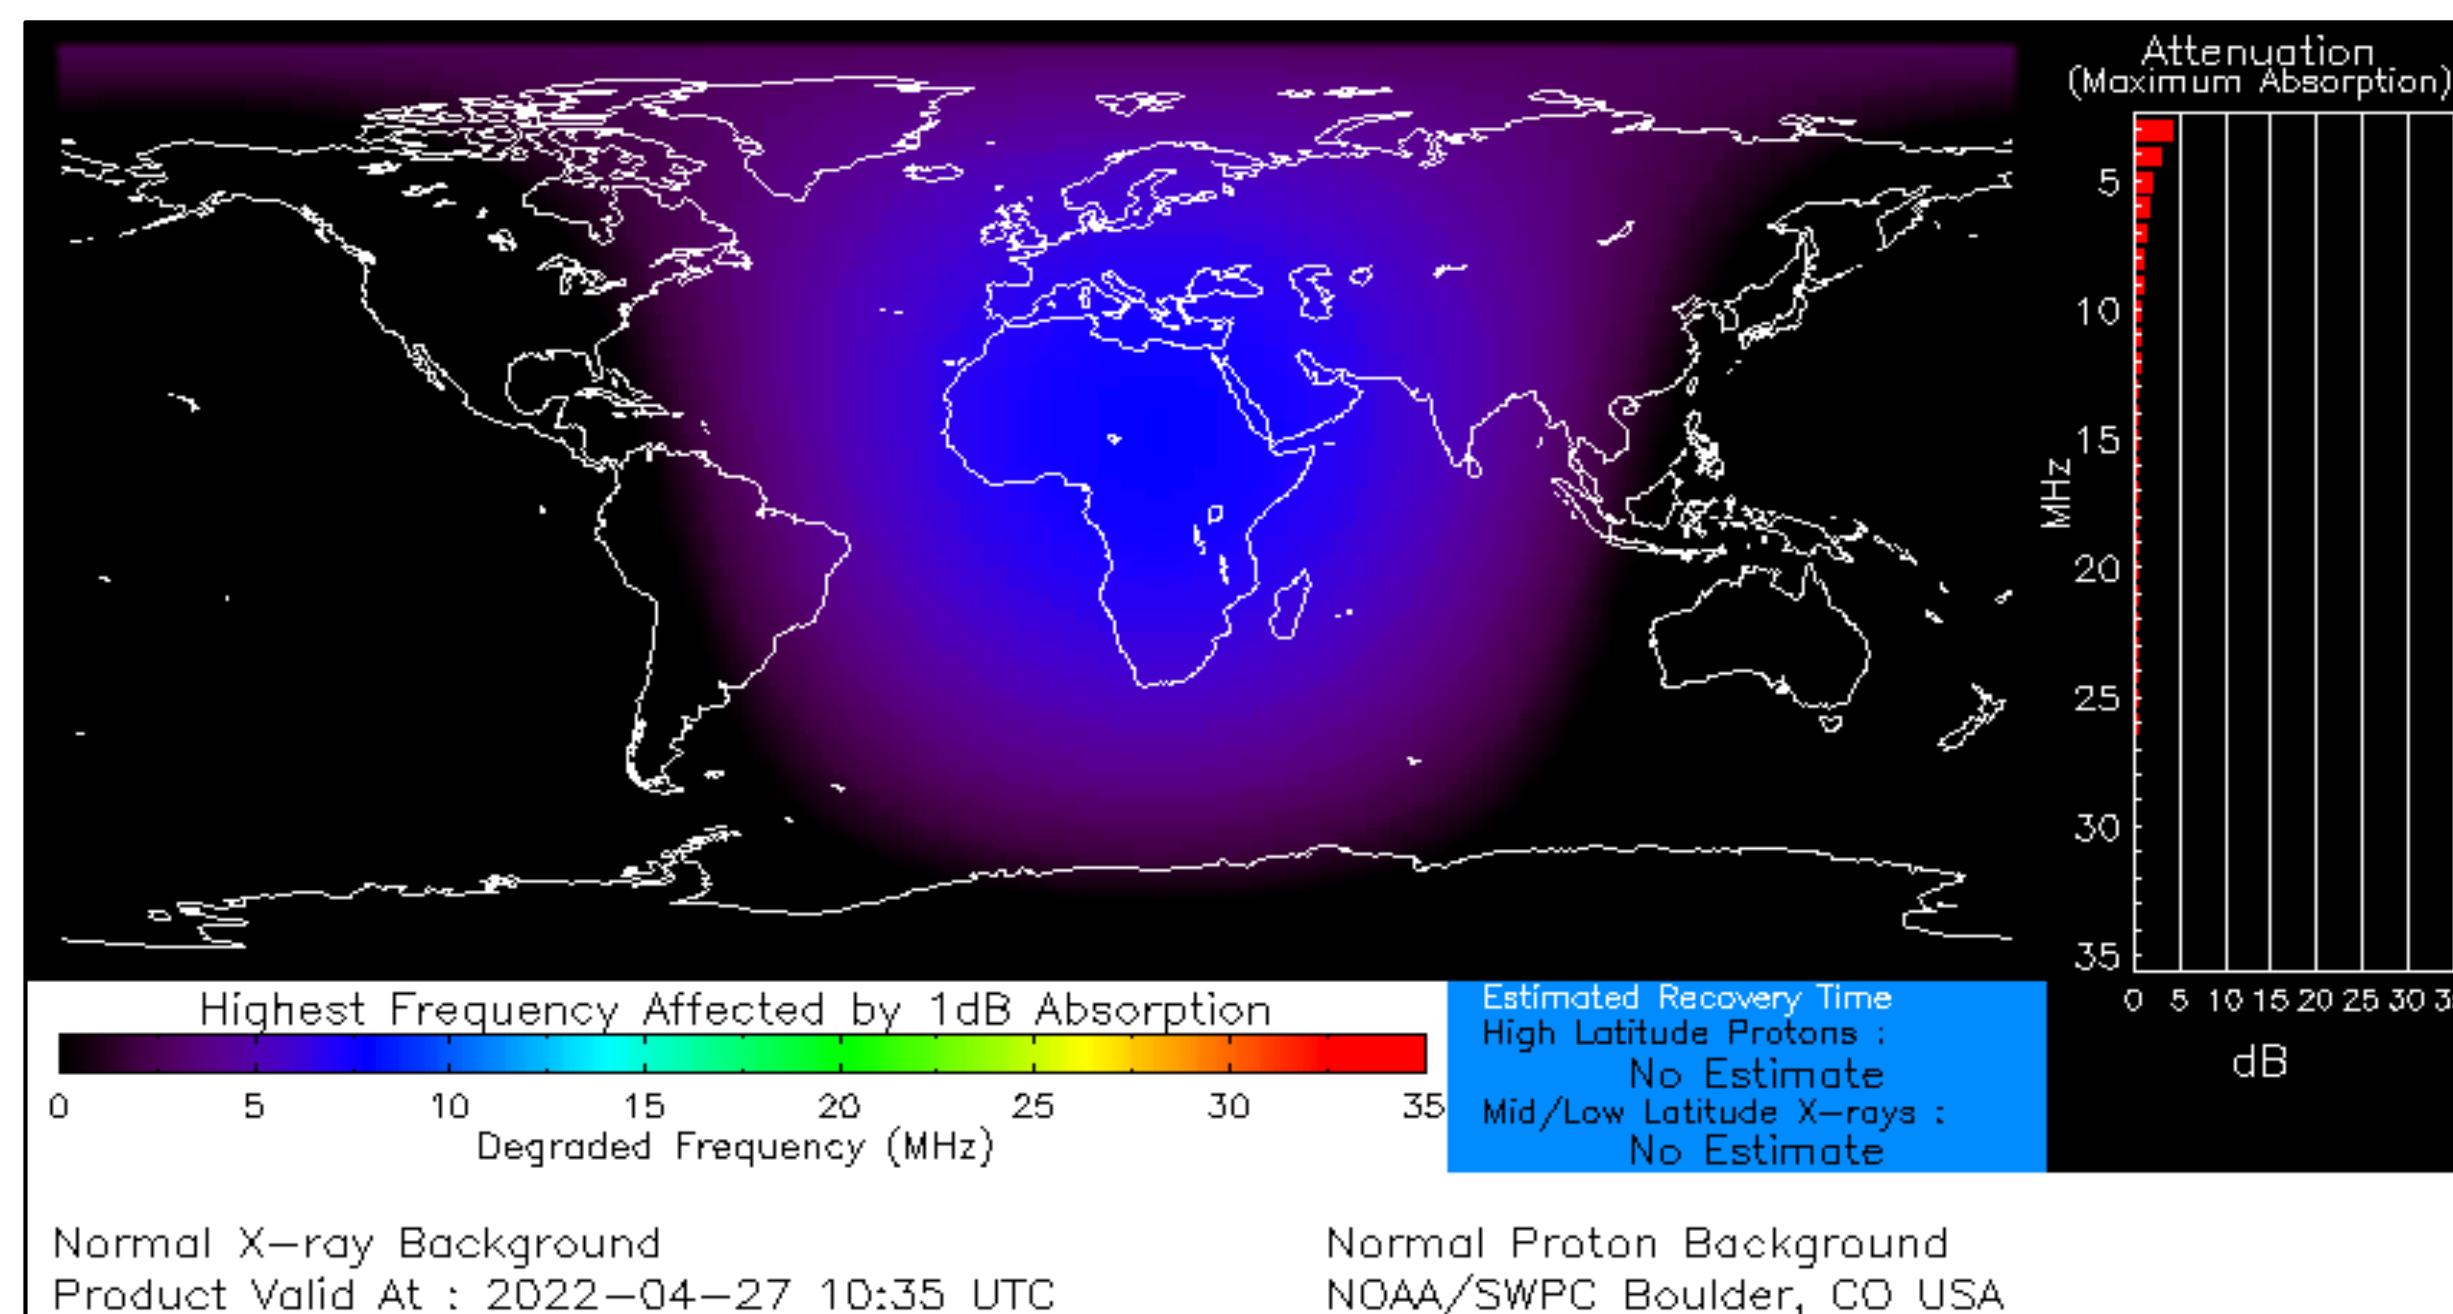 Attenuation
(Maximum Absorption)
5
10
15
20
25
30
35
MHz
0 5 10 15 20 25 30
dB
Highest Frequency Affected by 1dB Absorption
0 5 10 15 20 25 30 35
Degraded Frequency (MHz)
Estimated Recovery Time
High Latitude Protons :
No Estimate
Mid/Low Latitude X-rays :
No Estimate
Normal X-ray Background
Normal Proton Background
Product Valid At : 2022-04-27 10:35 UTC
NOAA/SWPC Boulder, CO USA